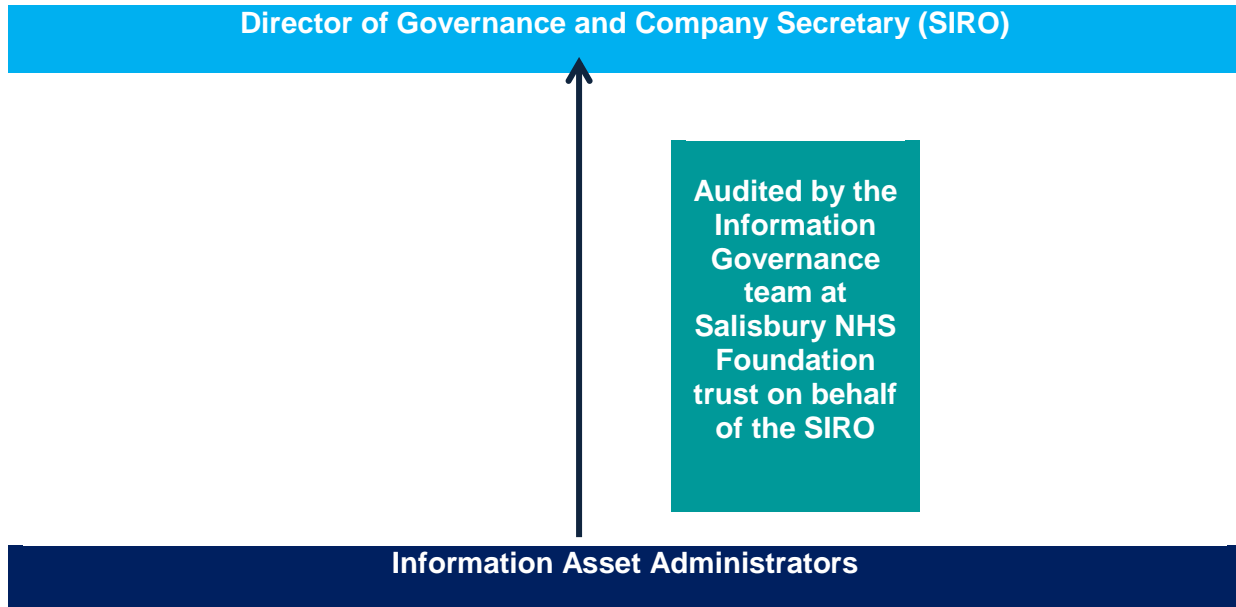 Director of Governance and Company Secretary (SIRO)
Audited by the
Information
Governance
team at
Salisbury NHS
Foundation
trust on behalf
of the SIRO
Information Asset Administrators